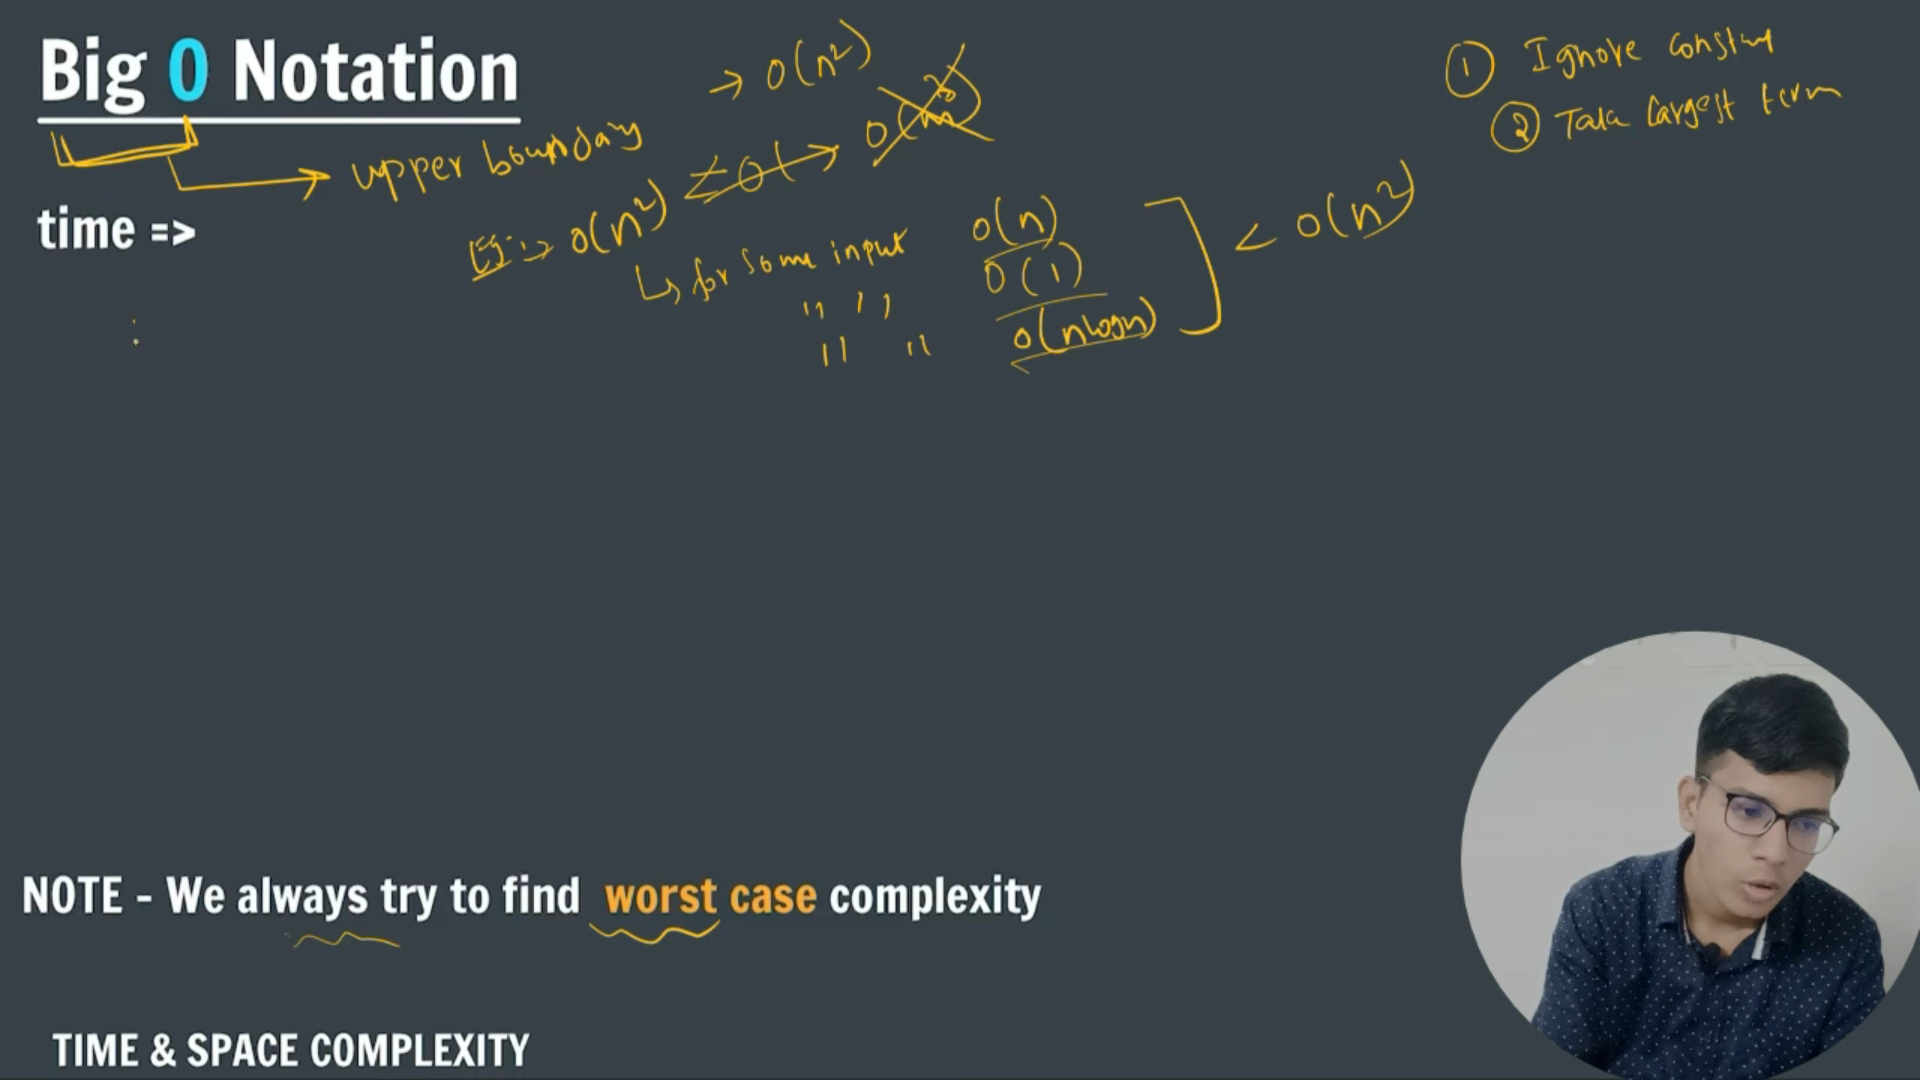 Big O Notation
→ O(n²)
① Ignore
② Take largest term
→ upper boundary
time =>
Eg:→ O(n²)
↳ for some input O(n)
" " O(1)
" " O(nlogn)
< O(n²)
NOTE - We always try to find worst case complexity
TIME & SPACE COMPLEXITY